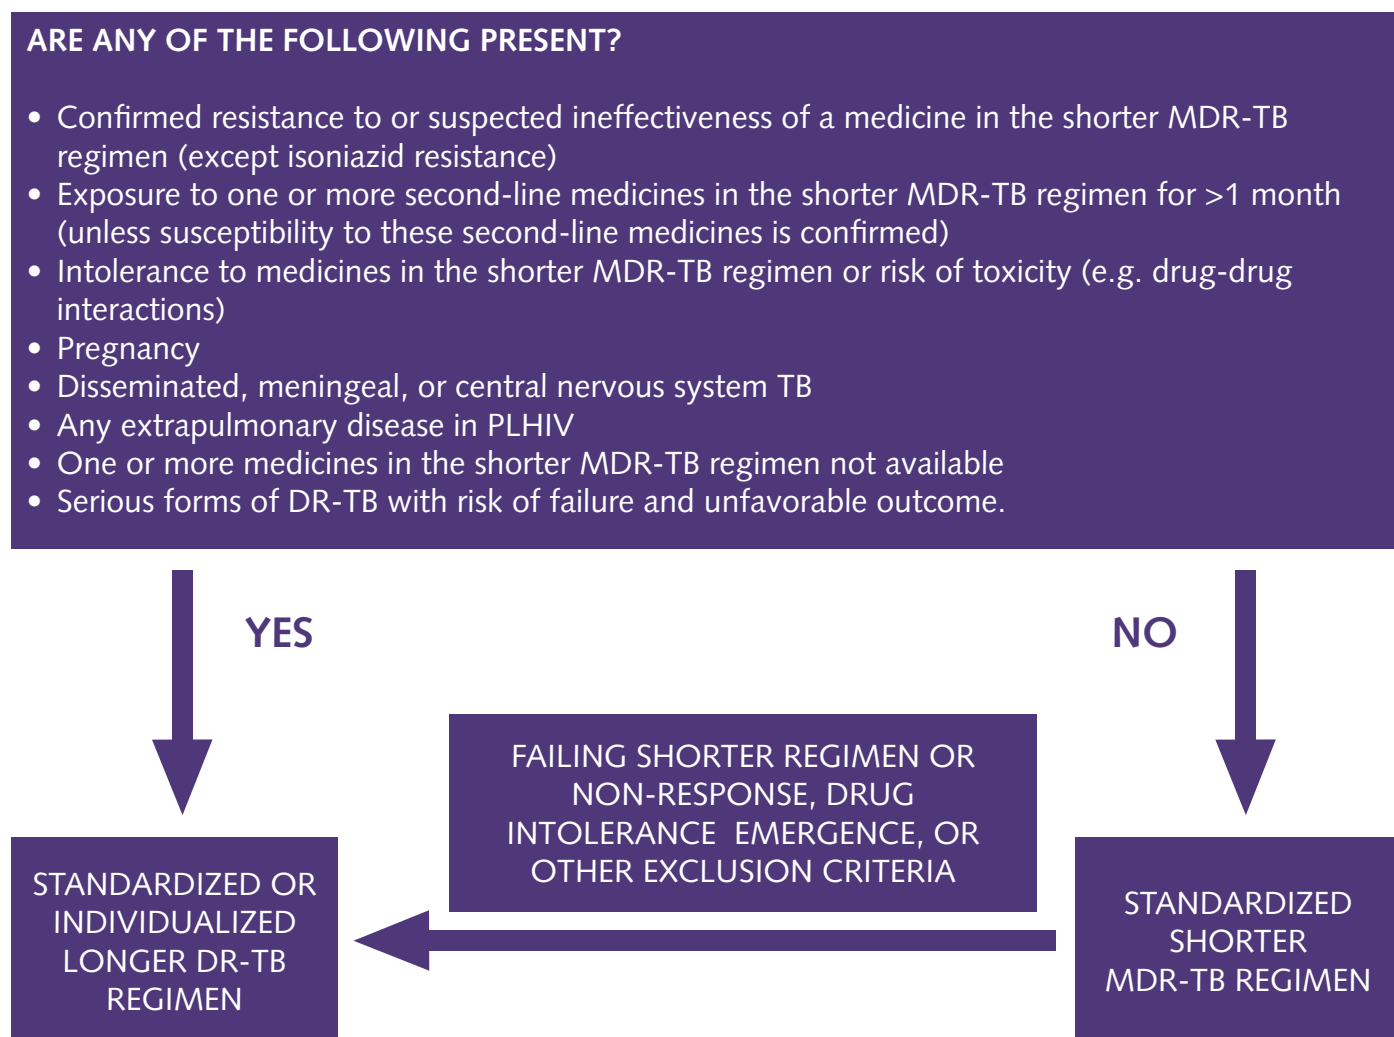 ARE ANY OF THE FOLLOWING PRESENT?
• Confirmed resistance to or suspected ineffectiveness of a medicine in the shorter MDR-TB
regimen (except isoniazid resistance)
• Exposure to one or more second-line medicines in the shorter MDR-TB regimen for >1 month
(unless susceptibility to these second-line medicines is confirmed)
• Intolerance to medicines in the shorter MDR-TB regimen or risk of toxicity (e.g. drug-drug
interactions)
• Pregnancy
• Disseminated, meningeal, or central nervous system TB
• Any extrapulmonary disease in PLHIV
• One or more medicines in the shorter MDR-TB regimen not available
• Serious forms of DR-TB with risk of failure and unfavorable outcome.
YES
NO
FAILING SHORTER REGIMEN OR
NON-RESPONSE, DRUG
INTOLERANCE EMERGENCE, OR
OTHER EXCLUSION CRITERIA
STANDARDIZED OR
INDIVIDUALIZED
LONGER DR-TB
REGIMEN
STANDARDIZED
SHORTER
MDR-TB REGIMEN